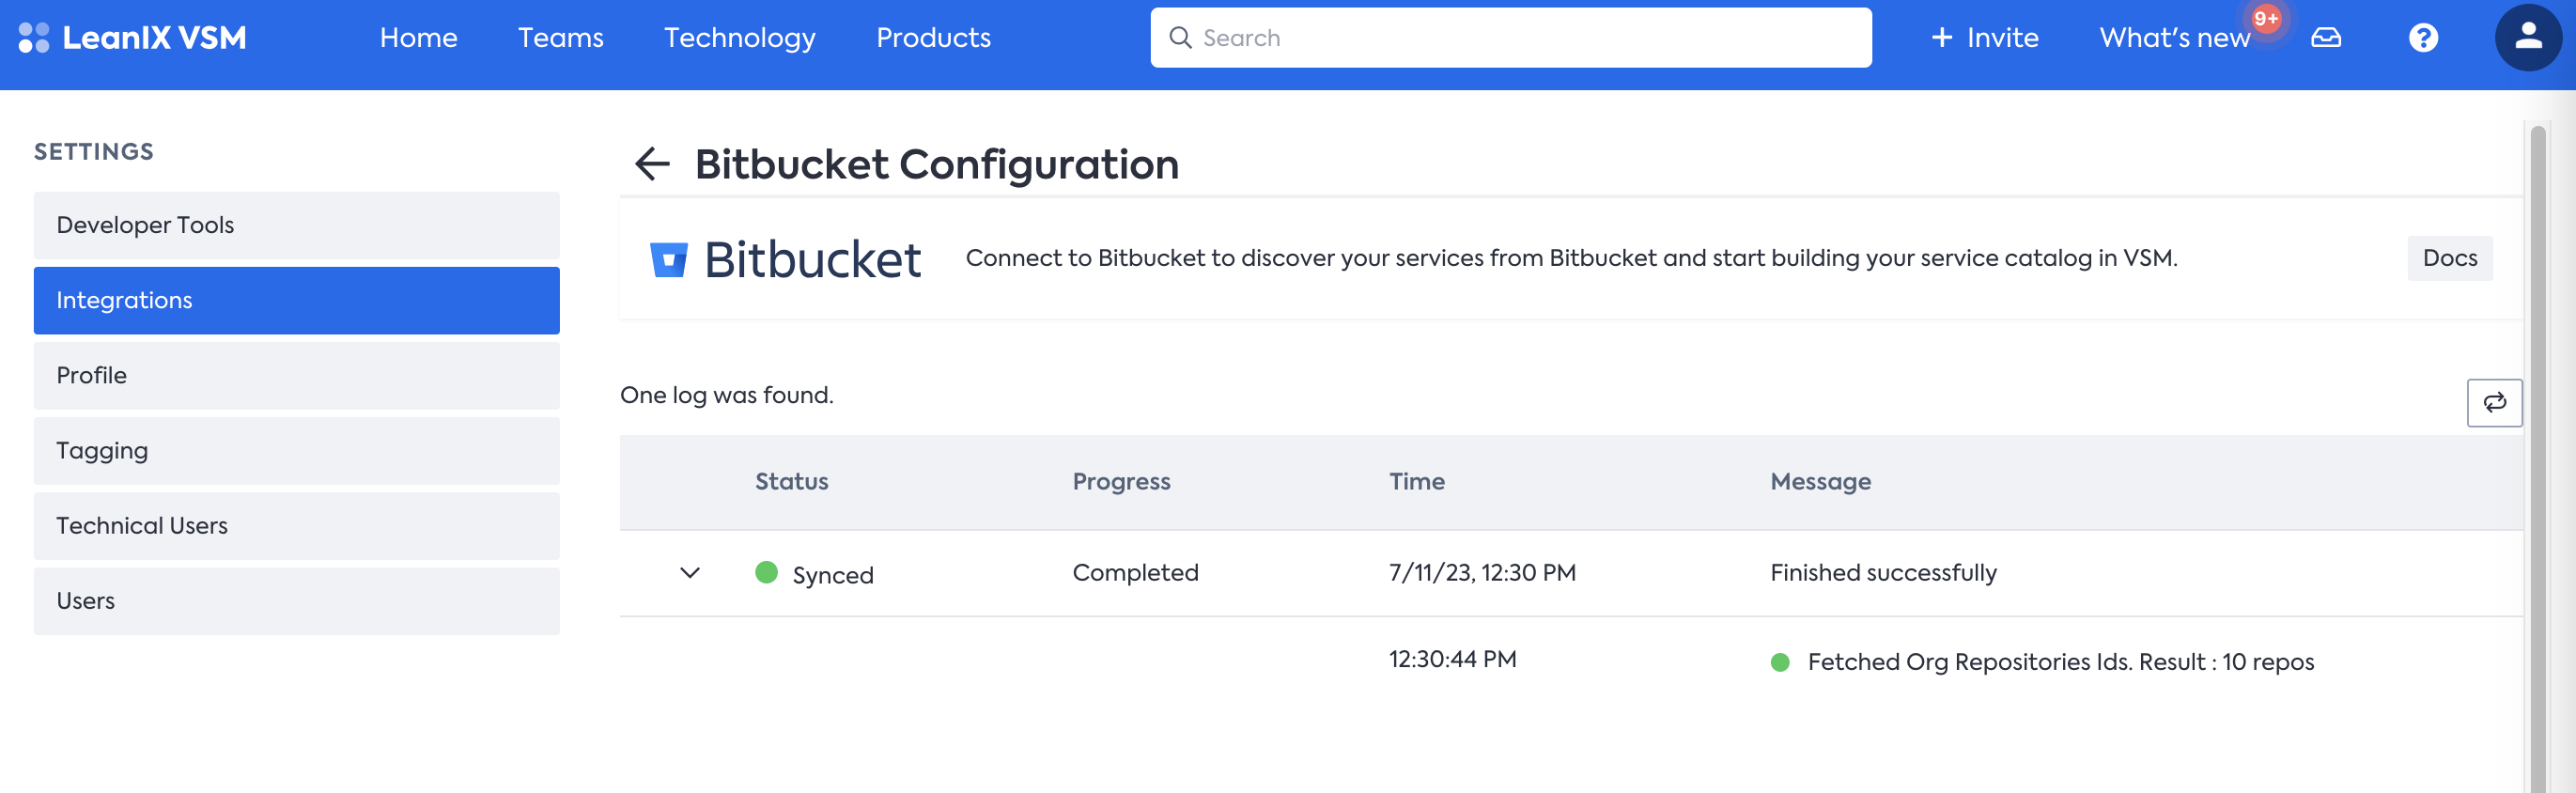 LeanIX VSM Home Teams Technology Products Search + Invite What's new 9+ ?
SETTINGS
Developer Tools
Integrations
Profile
Tagging
Technical Users
Users
Bitbucket Configuration
Bitbucket Connect to Bitbucket to discover your services from Bitbucket and start building your service catalog in VSM. Docs
One log was found.
Status Progress Time Message
Synced Completed 7/11/23, 12:30 PM Finished successfully
12:30:44 PM Fetched Org Repositories Ids. Result : 10 repos